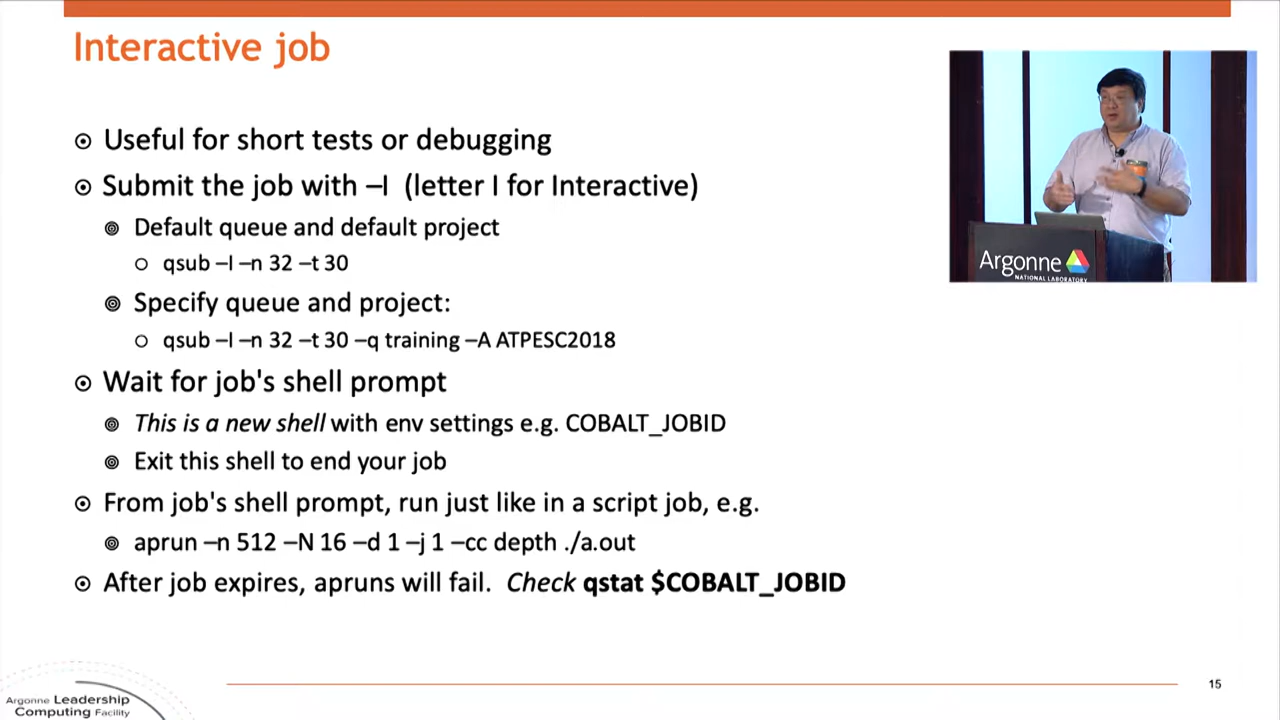 Interactive job
Useful for short tests or debugging
Submit the job with –I (letter I for Interactive)
Default queue and default project
qsub –I –n 32 –t 30
Specify queue and project:
qsub –I –n 32 –t 30 –q training –A ATPESC2018
Wait for job's shell prompt
This is a new shell with env settings e.g. COBALT_JOBID
Exit this shell to end your job
From job's shell prompt, run just like in a script job, e.g.
aprun –n 512 –N 16 –d 1 –j 1 –cc depth ./a.out
After job expires, apruns will fail. Check qstat $COBALT_JOBID
Argonne
NATIONAL LABORATORY
Argonne Leadership
Computing Facility
15